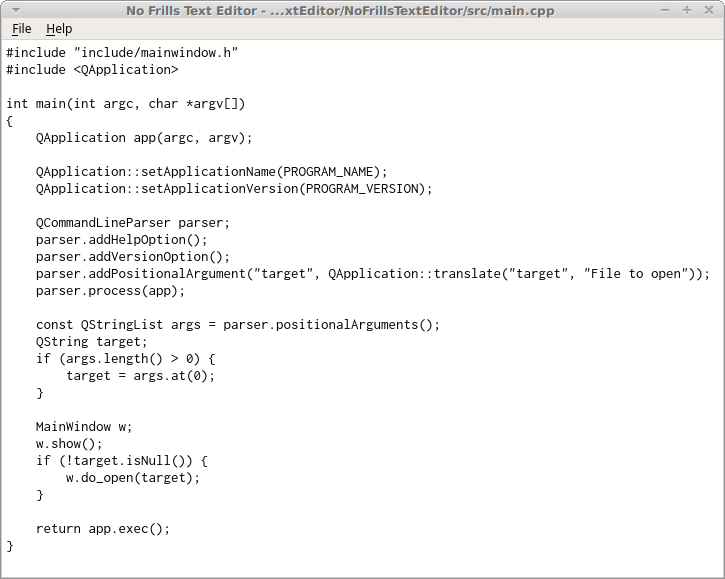 No Frills Text Editor - ...xtEditor/NoFrillsTextEditor/src/main.cpp
File Help
#include "include/mainwindow.h"
#include <QApplication>

int main(int argc, char *argv[])
{
    QApplication app(argc, argv);

    QApplication::setApplicationName(PROGRAM_NAME);
    QApplication::setApplicationVersion(PROGRAM_VERSION);

    QCommandLineParser parser;
    parser.addHelpOption();
    parser.addVersionOption();
    parser.addPositionalArgument("target", QApplication::translate("target", "File to open"));
    parser.process(app);

    const QStringList args = parser.positionalArguments();
    QString target;
    if (args.length() > 0) {
        target = args.at(0);
    }

    MainWindow w;
    w.show();
    if (!target.isNull()) {
        w.do_open(target);
    }

    return app.exec();
}